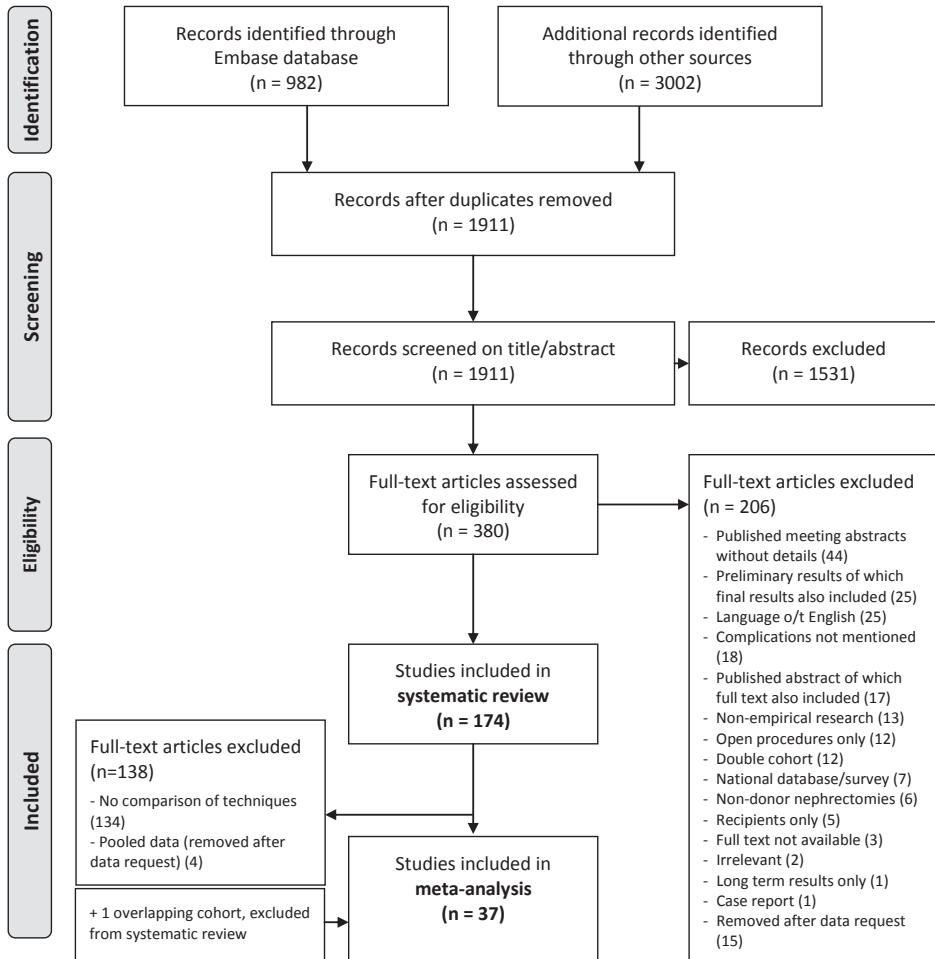 Identification
Records identified through
Embase database
(n = 982)
Additional records identified
through other sources
(n = 3002)
Screening
Records after duplicates removed
(n = 1911)
Records screened on title/abstract
(n = 1911)
Records excluded
(n = 1531)
Eligibility
Full-text articles assessed
for eligibility
(n = 380)
Full-text articles excluded
(n = 206)
- Published meeting abstracts
without details (44)
- Preliminary results of which
final results also included (25)
- Language o/t English (25)
- Complications not mentioned
(18)
- Published abstract of which
full text also included (17)
- Non-empirical research (13)
- Open procedures only (12)
- Double cohort (12)
- National database/survey (7)
- Non-donor nephrectomies (6)
- Recipients only (5)
- Full text not available (3)
- Irrelevant (2)
- Long term results only (1)
- Case report (1)
- Removed after data request
(15)
Included
Studies included in
systematic review
(n = 174)
Full-text articles excluded
(n=138)
- No comparison of techniques
(134)
- Pooled data (removed after
data request) (4)
Studies included in
meta-analysis
(n = 37)
+ 1 overlapping cohort, excluded
from systematic review